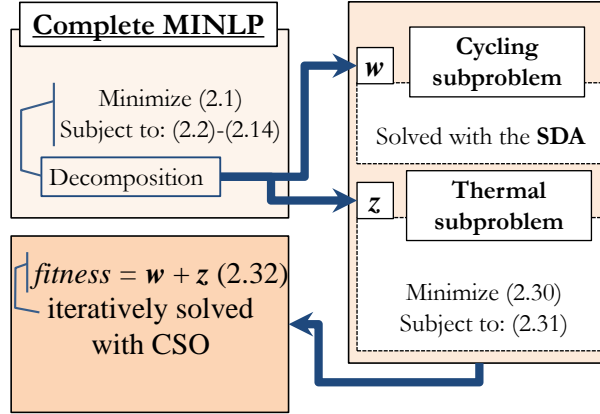 Complete MINLP
Minimize (2.1)
Subject to: (2.2)-(2.14)
Decomposition
w
Cycling
subproblem
Solved with the SDA
z
Thermal
subproblem
Minimize (2.30)
Subject to: (2.31)
fitness = w + z (2.32)
iteratively solved
with CSO